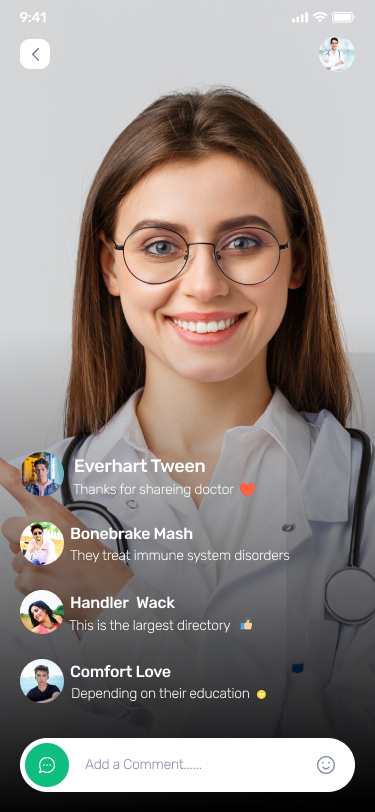 9:41
Everhart Tween
Thanks for shareing doctor ❤️
Bonebrake Mash
They treat immune system disorders
Handler Wack
This is the largest directory 👍
Comfort Love
Depending on their education
Add a Comment......